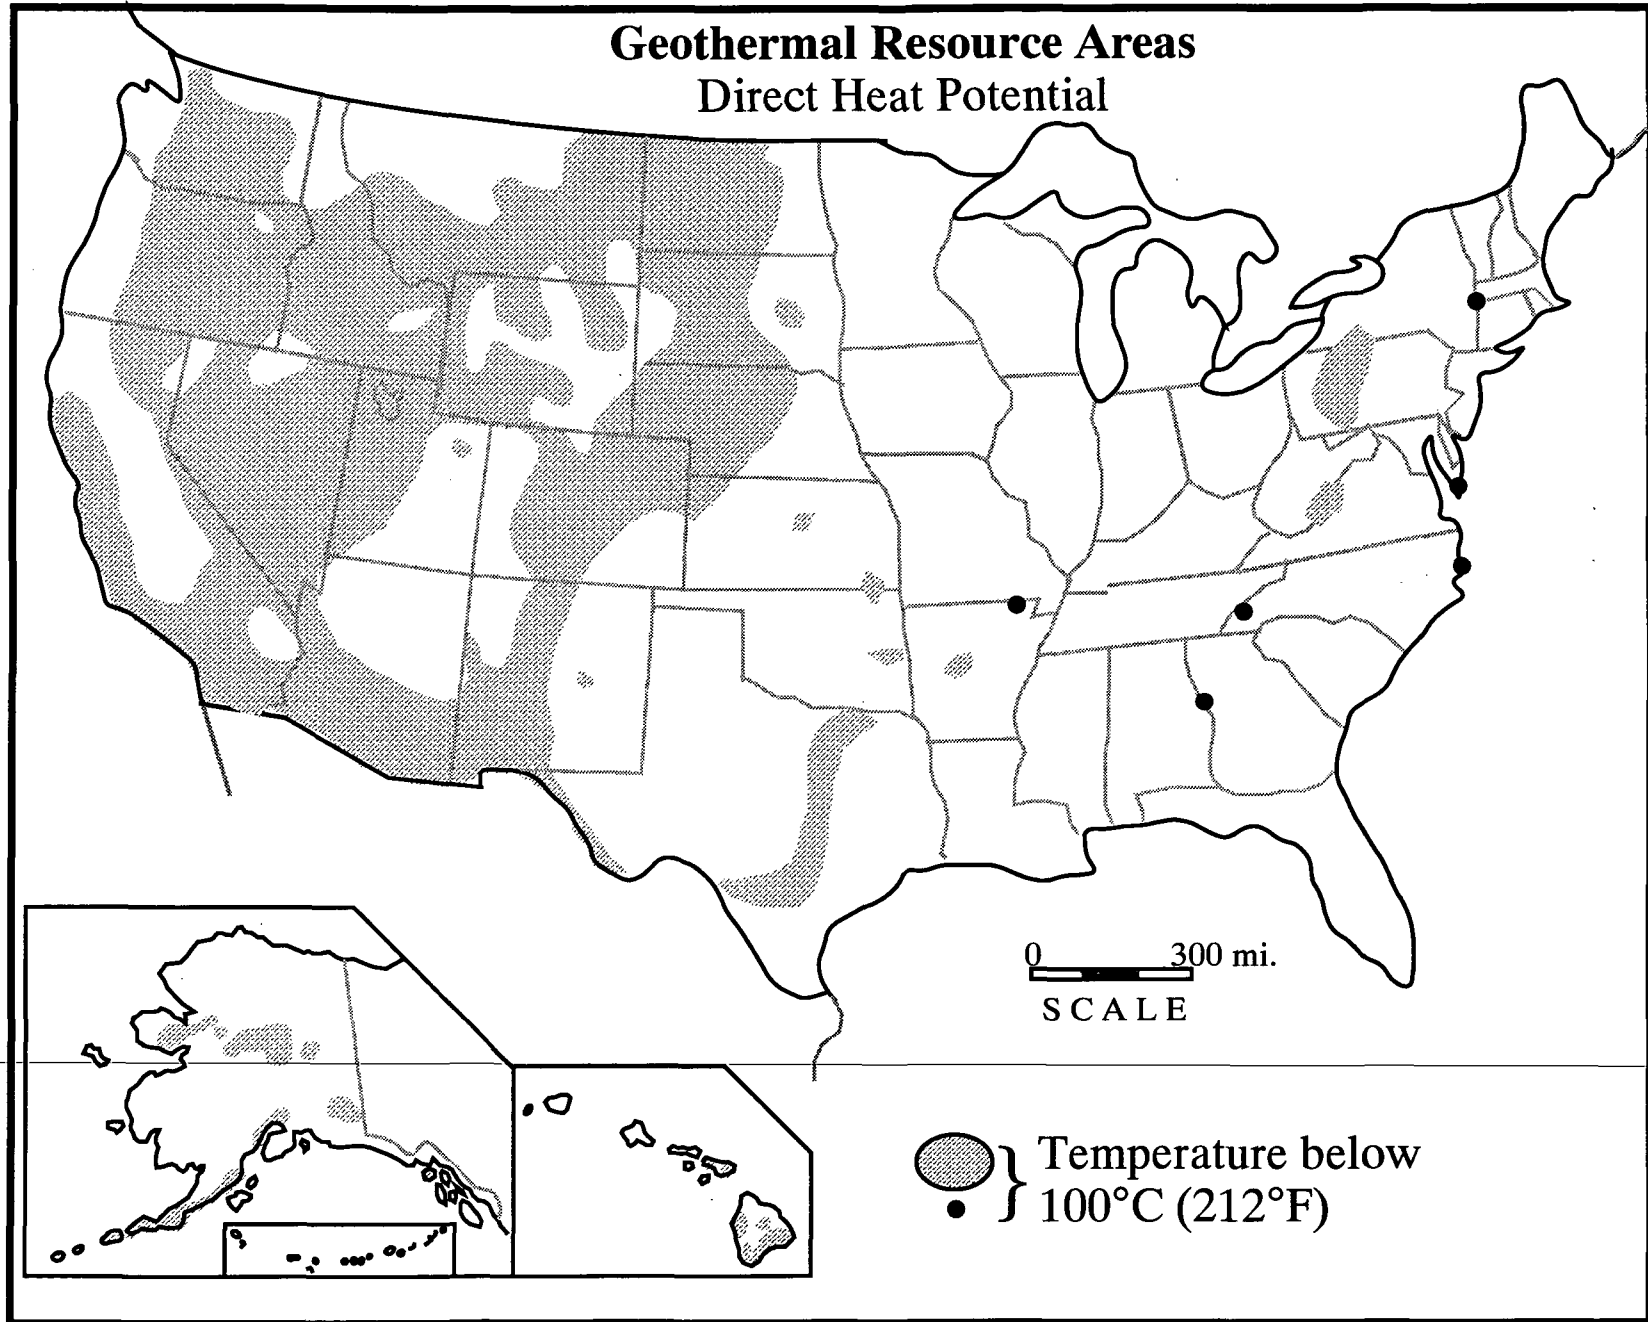 Geothermal Resource Areas
Direct Heat Potential
0 300 mi.
SCALE
Temperature below
100°C (212°F)